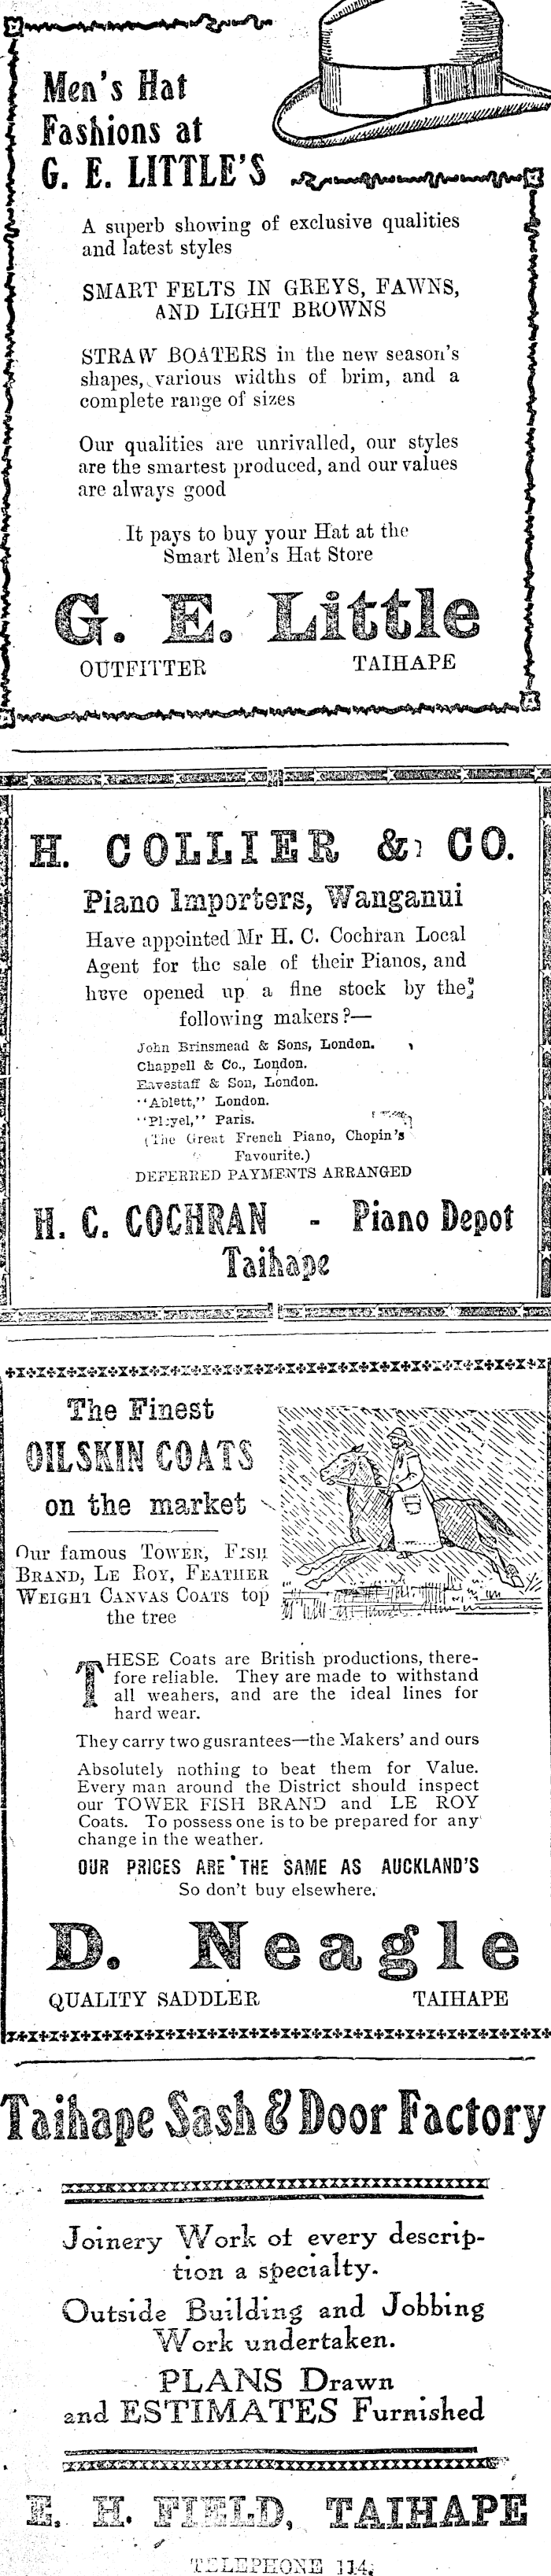 Men's Hat
Fashions at
G. E. LITTLE'S
A superb showing of exclusive qualities
and latest styles
SMART FELTS IN GREYS, FAWNS,
AND LIGHT BROWNS
STRAW BOATERS in the new season's
shapes, various widths of brim, and a
complete range of sizes
Our qualities are unrivalled, our styles
are the smartest produced, and our values
are always good
It pays to buy your Hat at the
Smart Men's Hat Store
G. E. Little
OUTFITTER TAIHAPE
H. COLLIER & CO.
Piano Importers, Wanganui
Have appointed Mr H. C. Cochran Local
Agent for the sale of their Pianos, and
have opened up a fine stock by the
following makers?—
John Brinsmead & Sons, London.
Chappell & Co., London.
Eavestaff & Son, London.
"Ablett," London.
"Pleyel," Paris.
(The Great French Piano, Chopin's
Favourite.)
DEFERRED PAYMENTS ARRANGED
H. C. COCHRAN - Piano Depot
Taihape
The Finest
OILSKIN COATS
on the market
Our famous TOWER, FISH
BRAND, LE ROY, FEATHER
WEIGHT CANVAS COATS top
the tree
THESE Coats are British productions, there-
fore reliable. They are made to withstand
all weahers, and are the ideal lines for
hard wear.
They carry two gusrantees—the Makers' and ours
Absolutely nothing to beat them for Value.
Every man around the District should inspect
our TOWER FISH BRAND and LE ROY
Coats. To possess one is to be prepared for any
change in the weather.
OUR PRICES ARE THE SAME AS AUCKLAND'S
So don't buy elsewhere.
D. Neagle
QUALITY SADDLER TAIHAPE
Taihape Sash & Door Factory
Joinery Work of every descrip-
tion a specialty.
Outside Building and Jobbing
Work undertaken.
PLANS Drawn
and ESTIMATES Furnished
E. H. FIELD, TAIHAPE
TELEPHONE 114.